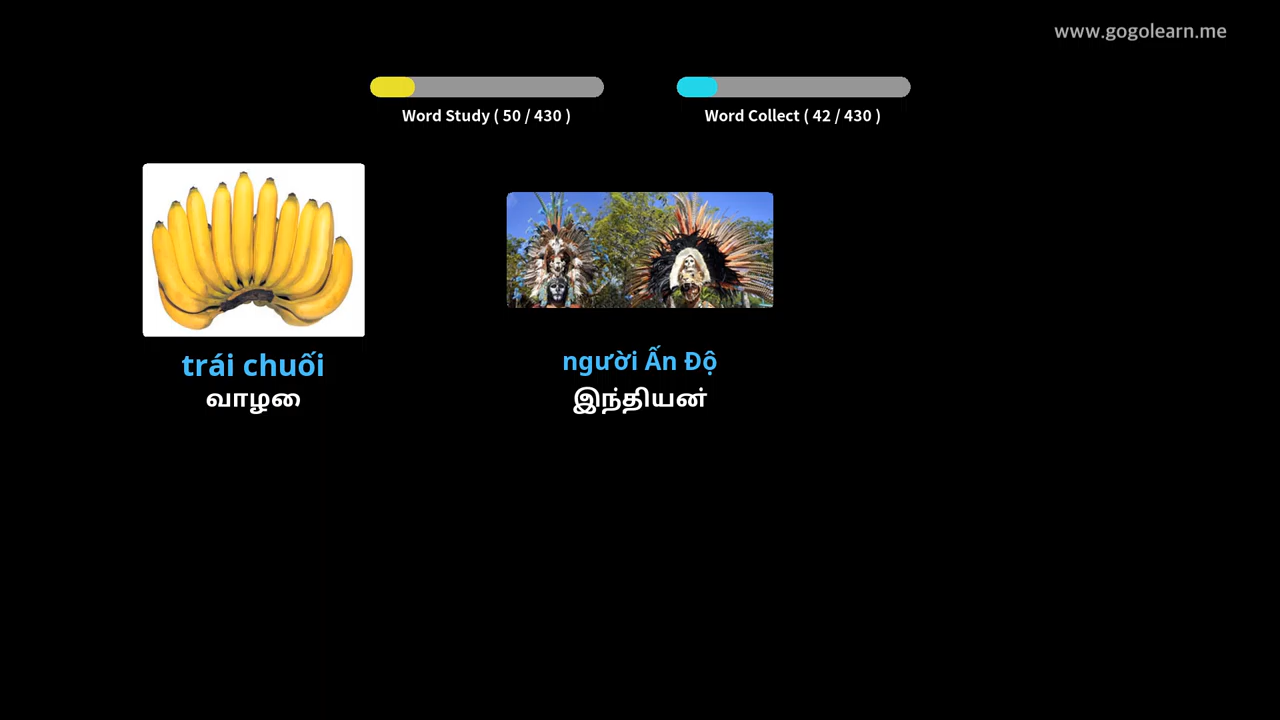 www.gogolearn.me
Word Study ( 50 / 430 )
Word Collect ( 42 / 430 )
trái chuối
வாழை
người Ấn Độ
இந்தியன்